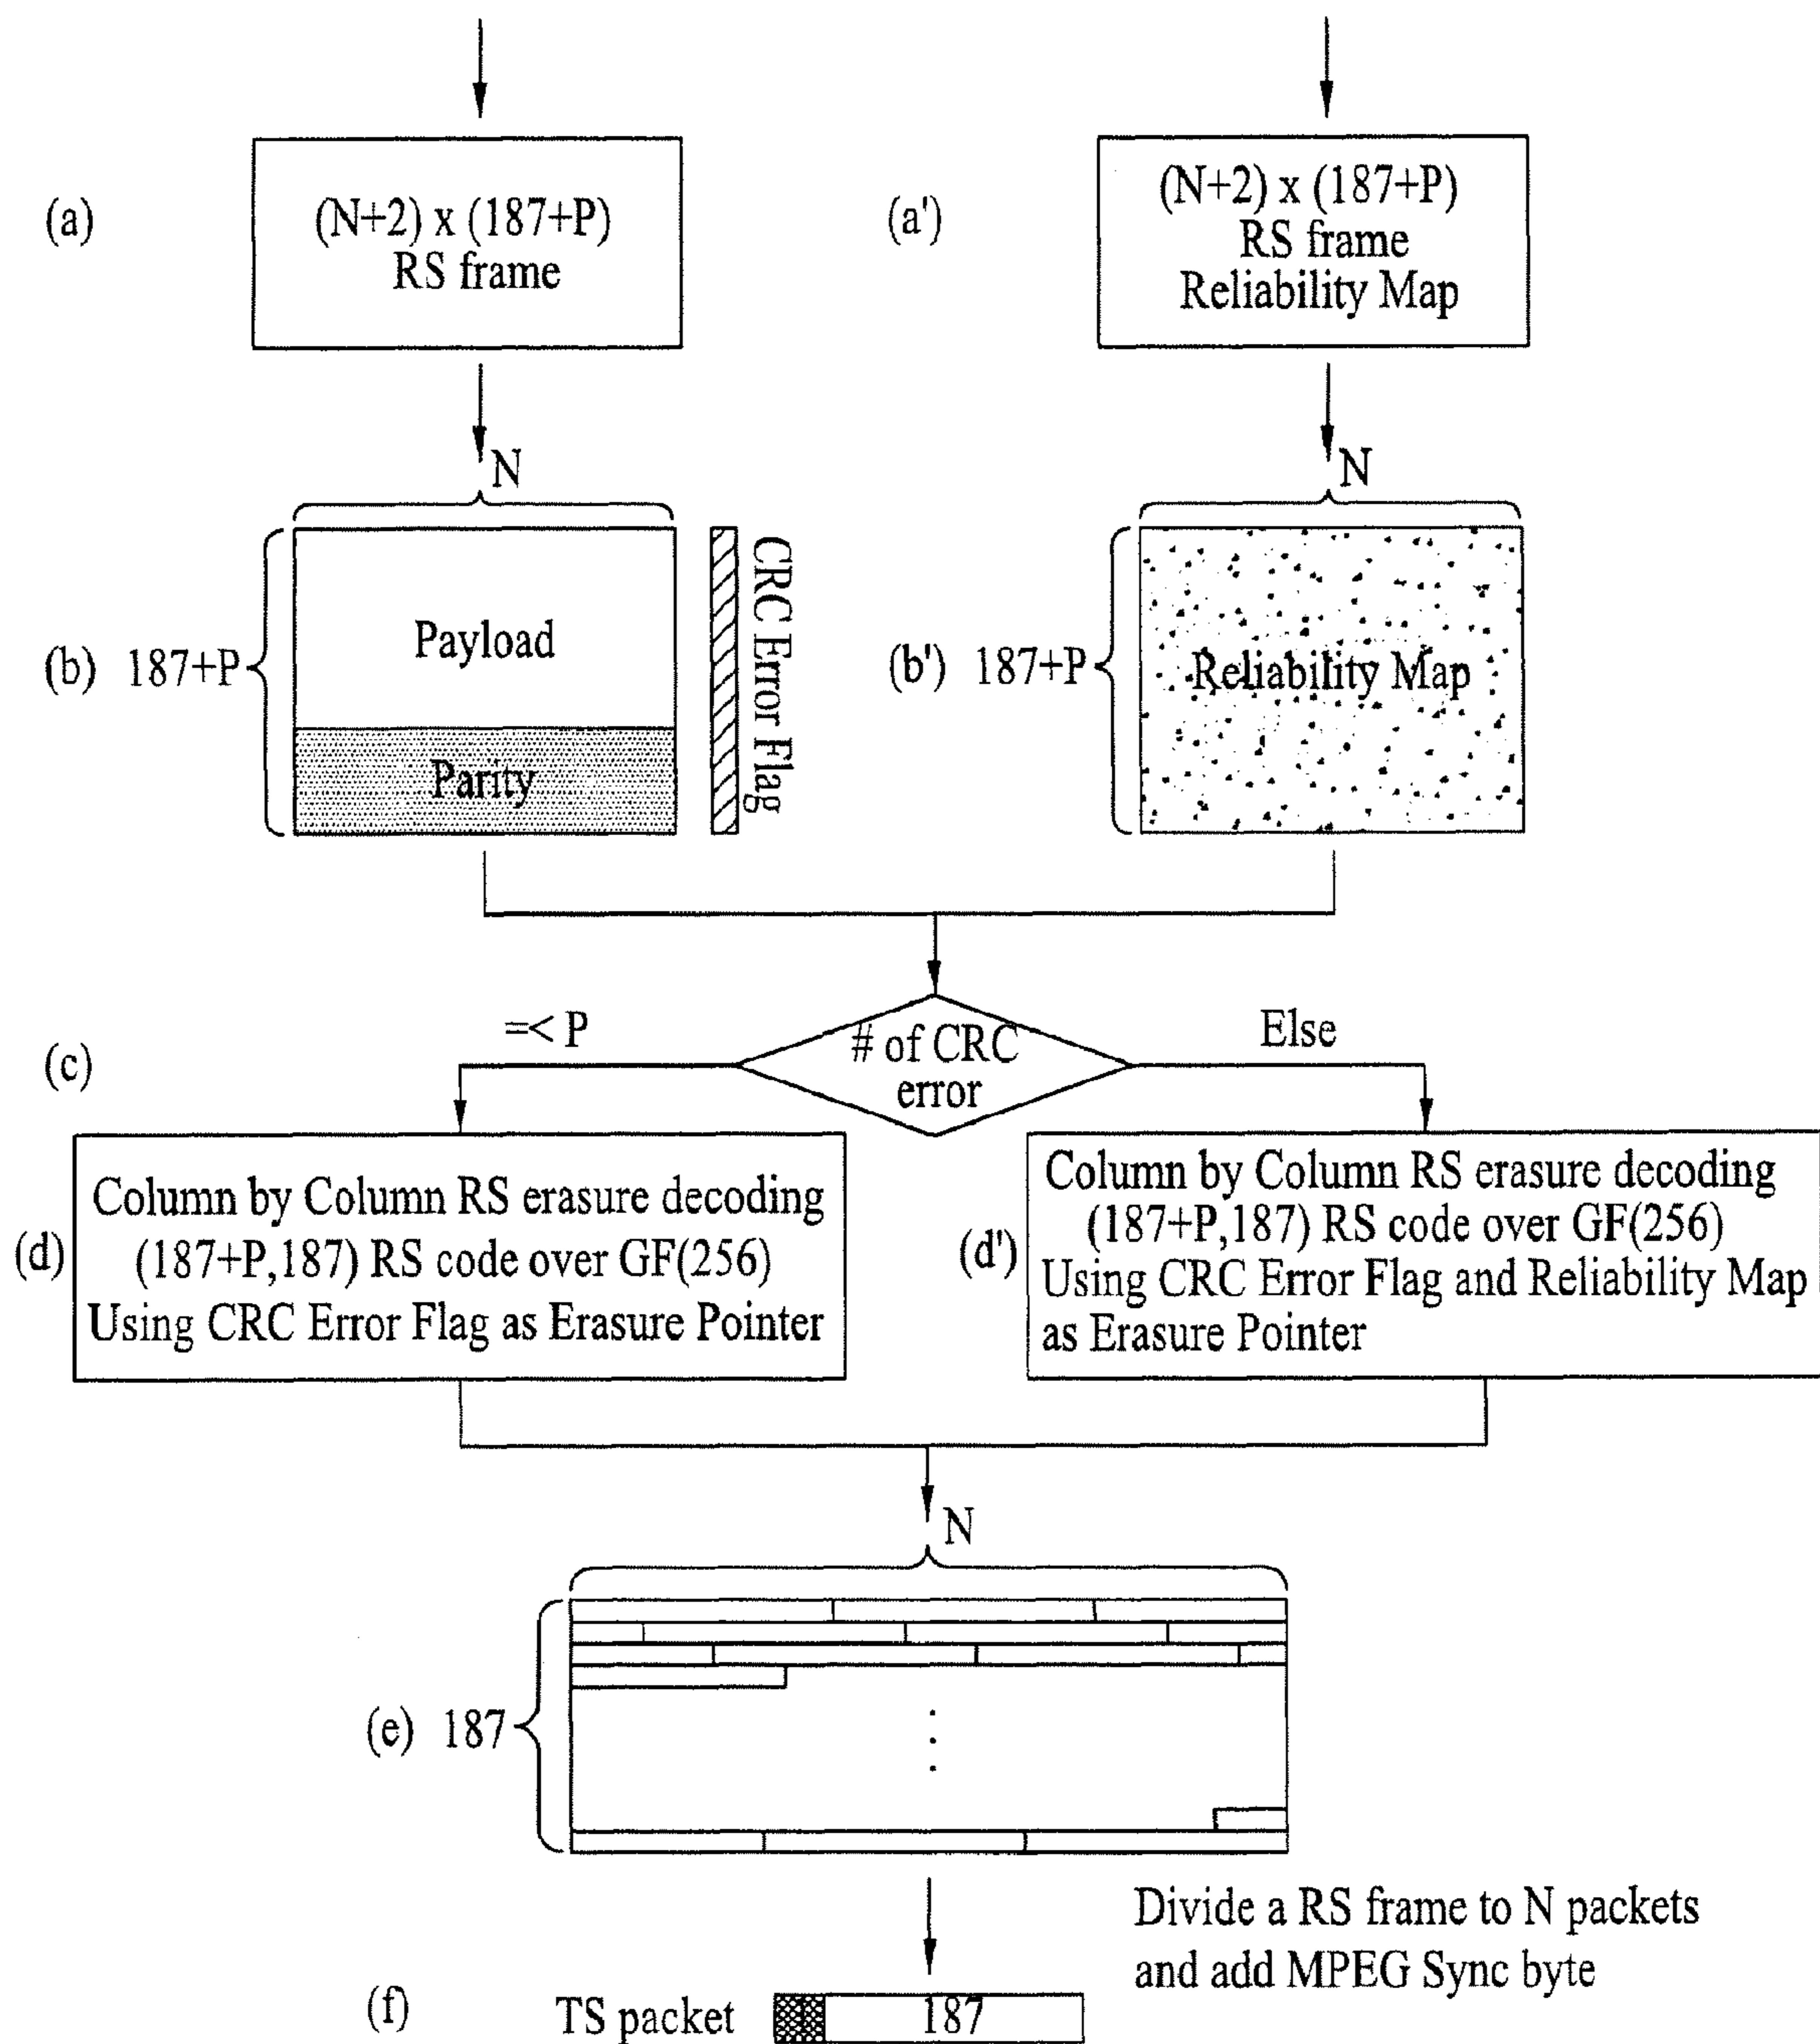 (a)
(N+2) x (187+P)
RS frame
(a')
(N+2) x (187+P)
RS frame
Reliability Map
N
N
(b)
187+P
Payload
Parity
CRC Error Flag
(b')
187+P
Reliability Map
(c)
=< P
# of CRC
error
Else
(d)
Column by Column RS erasure decoding
(187+P,187) RS code over GF(256)
Using CRC Error Flag as Erasure Pointer
(d')
Column by Column RS erasure decoding
(187+P,187) RS code over GF(256)
Using CRC Error Flag and Reliability Map
as Erasure Pointer
N
(e)
187
Divide a RS frame to N packets
and add MPEG Sync byte
(f)
TS packet
187